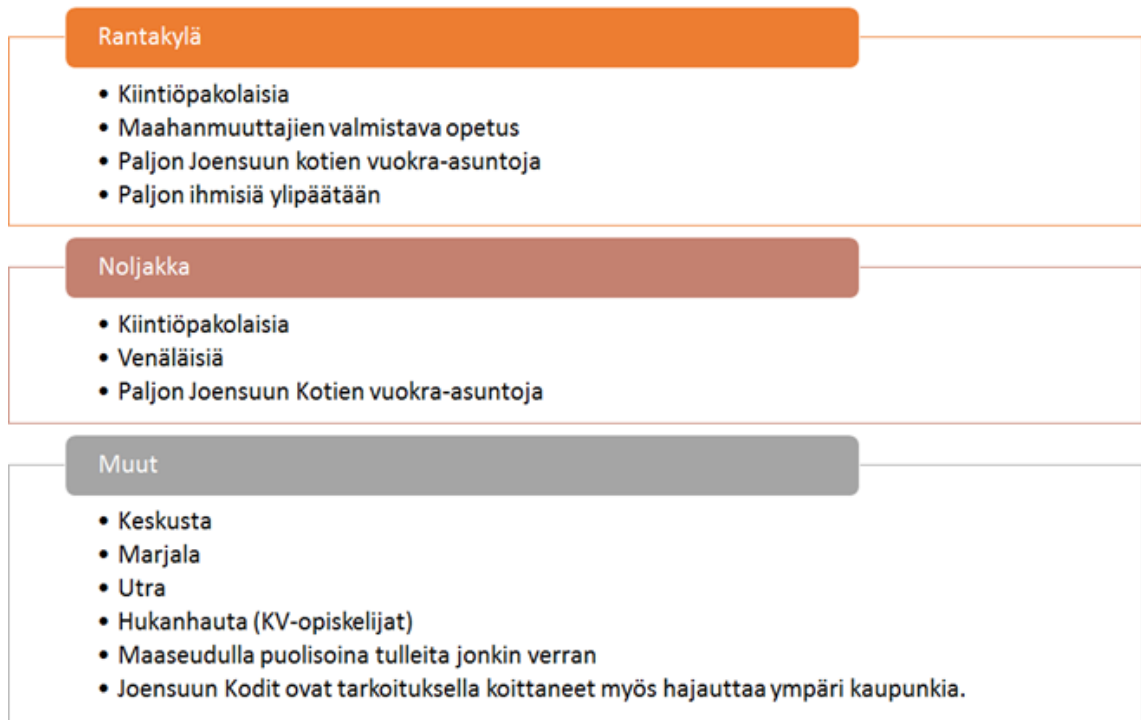 Rantakylä
• Kiintiöpakolaisia
• Maahanmuuttajien valmistava opetus
• Paljon Joensuun kotien vuokra-asuntoja
• Paljon ihmisiä ylipäätään
Noljakka
• Kiintiöpakolaisia
• Venäläisiä
• Paljon Joensuun Kotien vuokra-asuntoja
Muut
• Keskusta
• Marjala
• Utra
• Hukanhauta (KV-opiskelijat)
• Maaseudulla puolisoina tulleita jonkin verran
• Joensuun Kodit ovat tarkoituksella koittaneet myös hajauttaa ympäri kaupunkia.